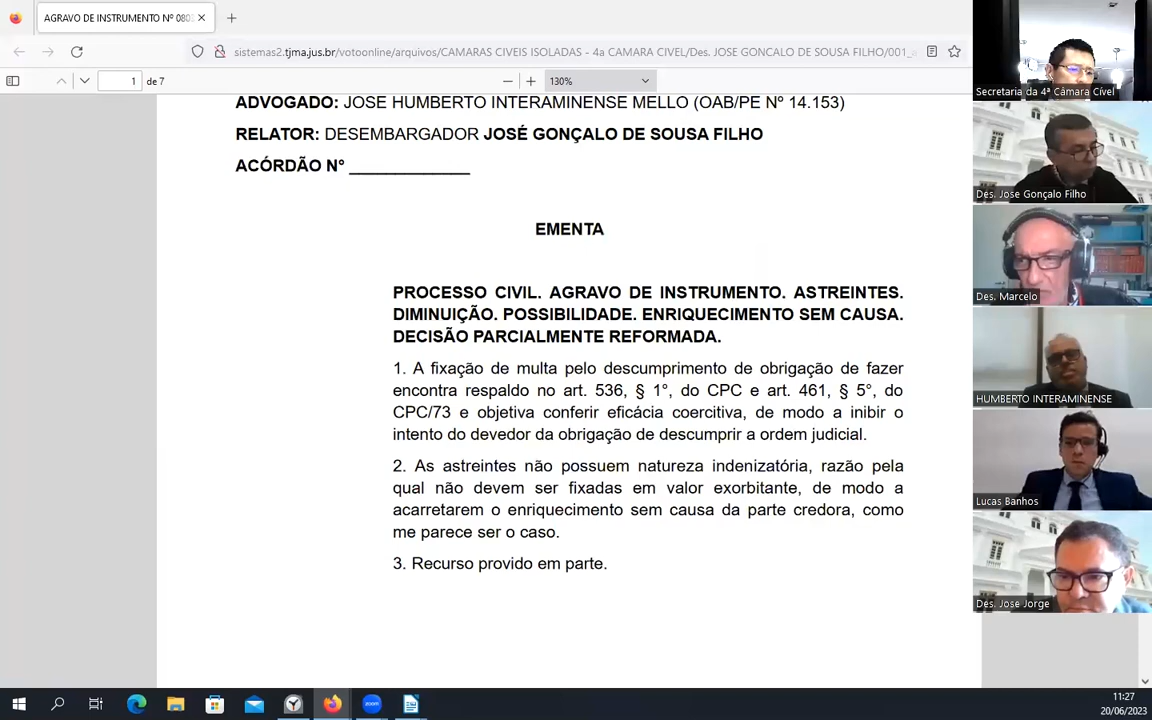 AGRAVO DE INSTRUMENTO Nº 080
sistemas2.tjma.jus.br/votoonline/arquivos/CAMARAS CIVEIS ISOLADAS - 4a CAMARA CIVEL/Des. JOSE GONCALO DE SOUSA FILHO/001_
1 de 7
130%
ADVOGADO: JOSE HUMBERTO INTERAMINENSE MELLO (OAB/PE Nº 14.153)
RELATOR: DESEMBARGADOR JOSÉ GONÇALO DE SOUSA FILHO
ACÓRDÃO Nº _____________
EMENTA
PROCESSO CIVIL. AGRAVO DE INSTRUMENTO. ASTREINTES.
DIMINUIÇÃO. POSSIBILIDADE. ENRIQUECIMENTO SEM CAUSA.
DECISÃO PARCIALMENTE REFORMADA.
1. A fixação de multa pelo descumprimento de obrigação de fazer
encontra respaldo no art. 536, § 1°, do CPC e art. 461, § 5°, do
CPC/73 e objetiva conferir eficácia coercitiva, de modo a inibir o
intento do devedor da obrigação de descumprir a ordem judicial.
2. As astreintes não possuem natureza indenizatória, razão pela
qual não devem ser fixadas em valor exorbitante, de modo a
acarretarem o enriquecimento sem causa da parte credora, como
me parece ser o caso.
3. Recurso provido em parte.
Secretaria da 4ª Câmara Cível
Des. Jose Gonçalo Filho
Des. Marcelo
HUMBERTO INTERAMINENSE
Lucas Banhos
Des. Jose Jorge
zoom
11:27
20/06/2023